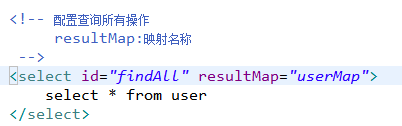 <!-- 配置查询所有操作
resultMap:映射名称
-->
<select id="findAll" resultMap="userMap">
select * from user
</select>